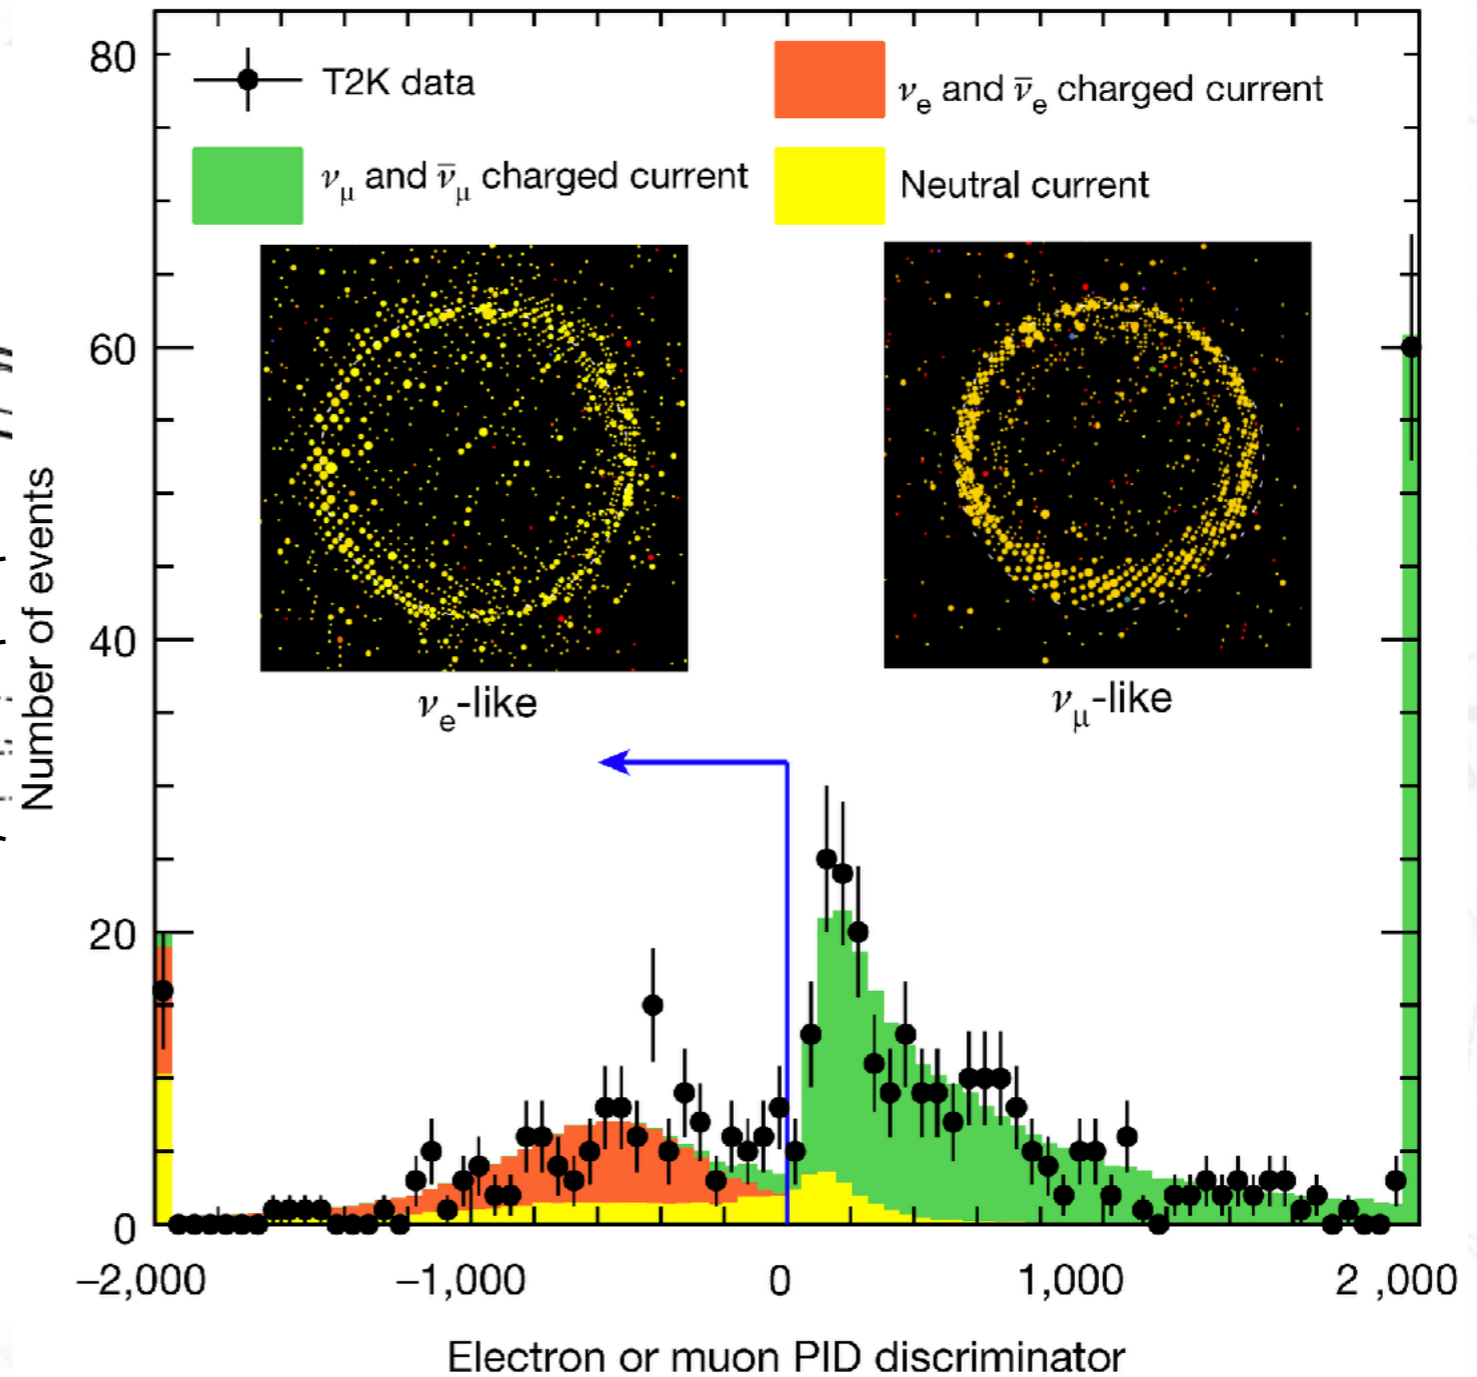 80
T2K data
νe and ν̄e charged current
νμ and ν̄μ charged current
Neutral current
60
νe-like
νμ-like
40
Number of events
20
0
−2,000
−1,000
0
1,000
2 ,000
Electron or muon PID discriminator